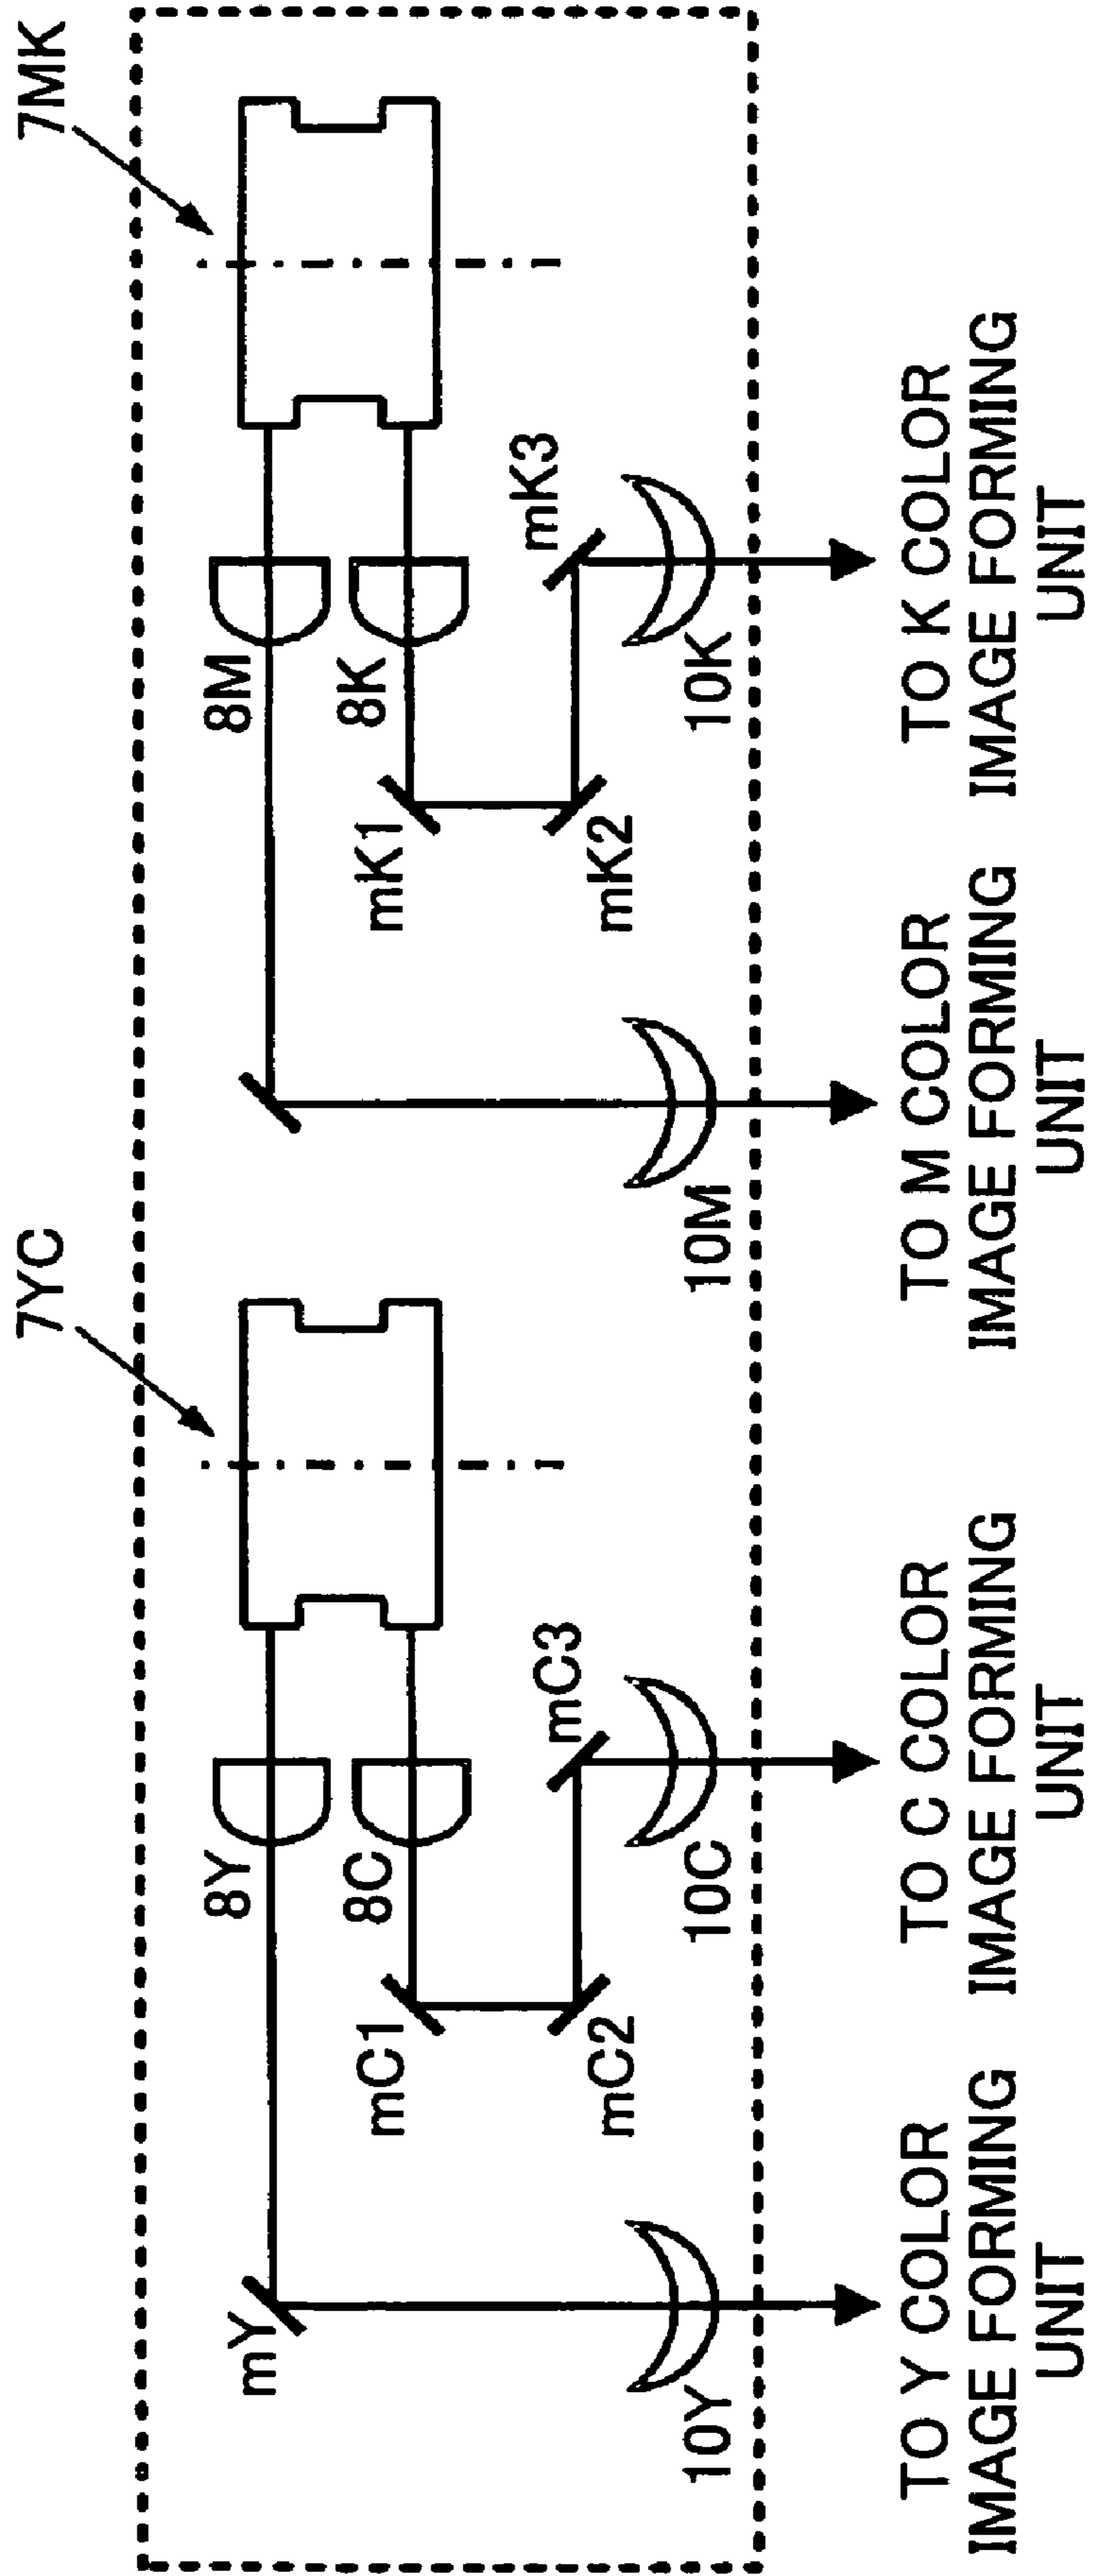 7YC
7MK
8Y
8M
mY
8C
8K
mC1
mK1
mC3
mK3
mC2
mK2
10Y
10C
10M
10K
TO Y COLOR
IMAGE FORMING
UNIT
TO C COLOR
IMAGE FORMING
UNIT
TO M COLOR
IMAGE FORMING
UNIT
TO K COLOR
IMAGE FORMING
UNIT